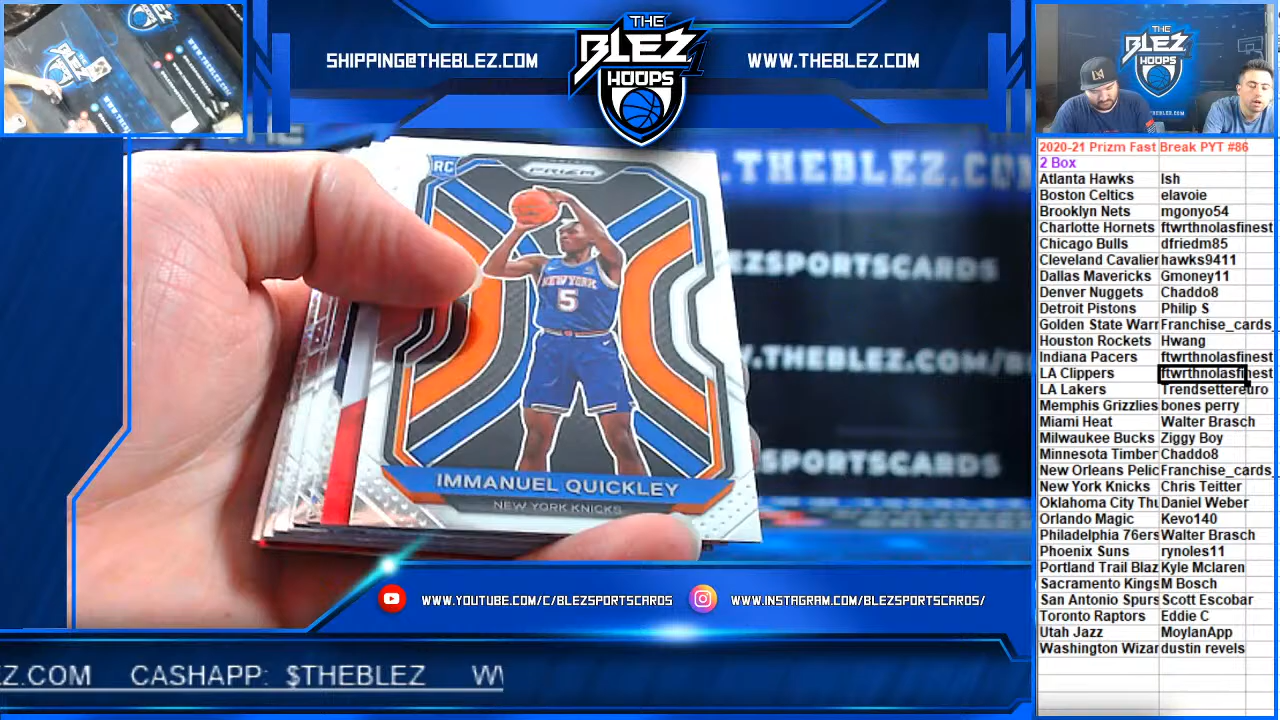 SHIPPING@THEBLEZ.COM
THE
BLEZ
HOOPS
WWW.THEBLEZ.COM
THE
BLEZ
HOOPS
WWW.THEBLEZ.CO
EZSPORTSCARDS
.THEBLEZ.COM/B
SPORTSCARDS
RC
PRIZM
NEW YORK
5
IMMANUEL QUICKLEY
NEW YORK KNICKS
2020-21 Prizm Fast Break PYT #86
2 Box
Atlanta Hawks Ish
Boston Celtics elavoie
Brooklyn Nets mgonyo54
Charlotte Hornets ftwrthnolasfinest
Chicago Bulls dfriedm85
Cleveland Cavalier hawks9411
Dallas Mavericks Gmoney11
Denver Nuggets Chaddo8
Detroit Pistons Philip S
Golden State Warr Franchise_cards_
Houston Rockets Hwang
Indiana Pacers ftwrthnolasfinest
LA Clippers ftwrthnolasfinest
LA Lakers Trendsettereuro
Memphis Grizzlies bones perry
Miami Heat Walter Brasch
Milwaukee Bucks Ziggy Boy
Minnesota Timber Chaddo8
New Orleans Pelic Franchise_cards_
New York Knicks Chris Teitter
Oklahoma City Thu Daniel Weber
Orlando Magic Kevo140
Philadelphia 76ers Walter Brasch
Phoenix Suns rynoles11
Portland Trail Blaz Kyle Mclaren
Sacramento Kings M Bosch
San Antonio Spurs Scott Escobar
Toronto Raptors Eddie C
Utah Jazz MoylanApp
Washington Wizar dustin revels
WWW.YOUTUBE.COM/C/BLEZSPORTSCARDS
WWW.INSTAGRAM.COM/BLEZSPORTSCARDS/
EZ.COM CASHAPP: $THEBLEZ W